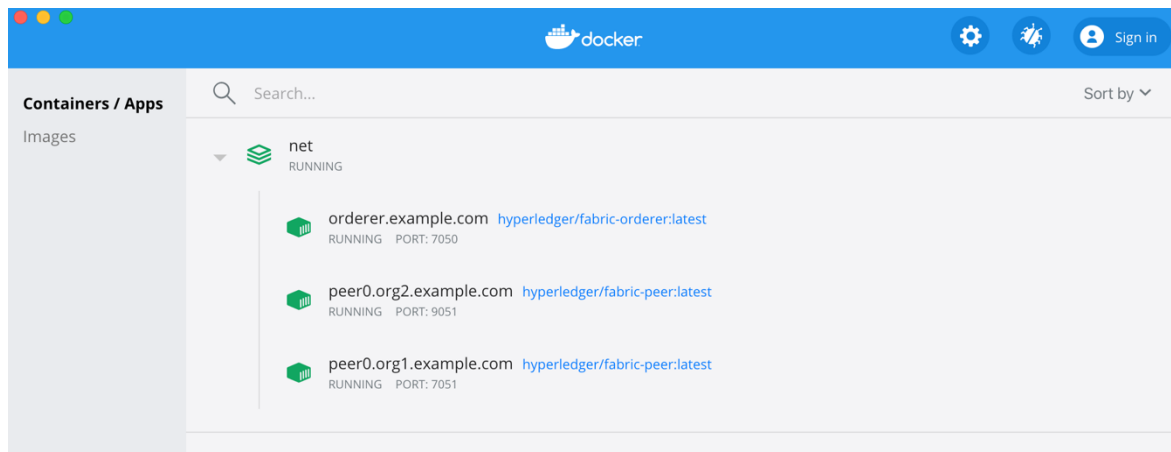 docker
Sign in
Containers / Apps
Images
Search...
Sort by
net
RUNNING
orderer.example.com hyperledger/fabric-orderer:latest
RUNNING PORT: 7050
peer0.org2.example.com hyperledger/fabric-peer:latest
RUNNING PORT: 9051
peer0.org1.example.com hyperledger/fabric-peer:latest
RUNNING PORT: 7051